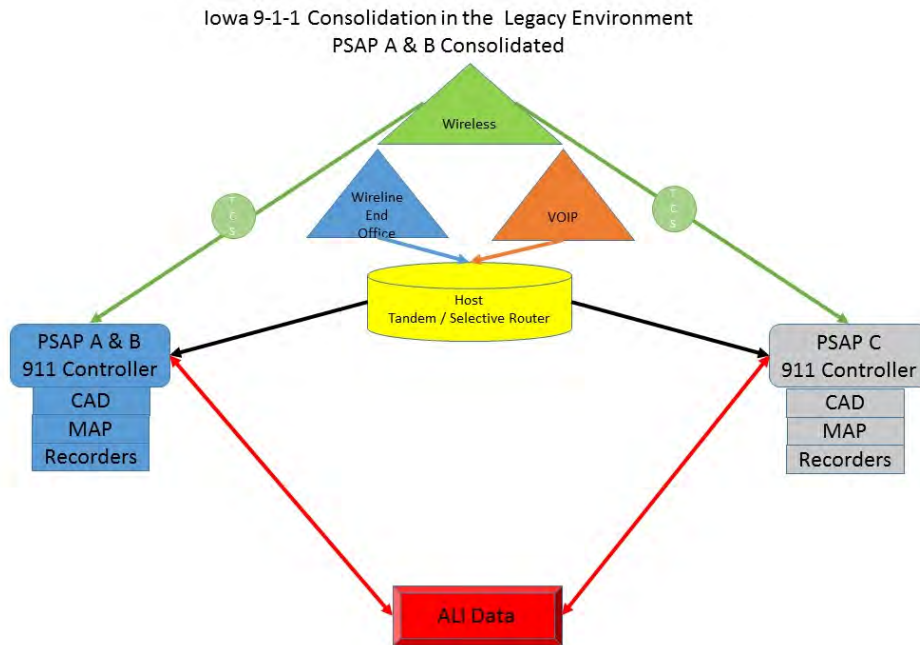 Iowa 9-1-1 Consolidation in the Legacy Environment
PSAP A & B Consolidated
Wireless
Wireline
End
Office
VOIP
T
C
S
T
C
S
Host
Tandem / Selective Router
PSAP A & B
911 Controller
CAD
MAP
Recorders
PSAP C
911 Controller
CAD
MAP
Recorders
ALI Data